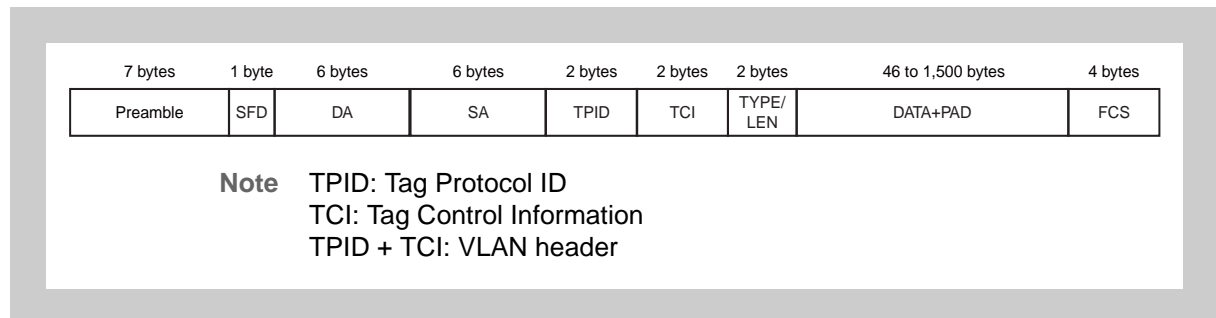 7 bytes 1 byte 6 bytes 6 bytes 2 bytes 2 bytes 2 bytes 46 to 1,500 bytes 4 bytes
Preamble SFD DA SA TPID TCI TYPE/ DATA+PAD FCS
LEN
Note TPID: Tag Protocol ID
TCI: Tag Control Information
TPID + TCI: VLAN header